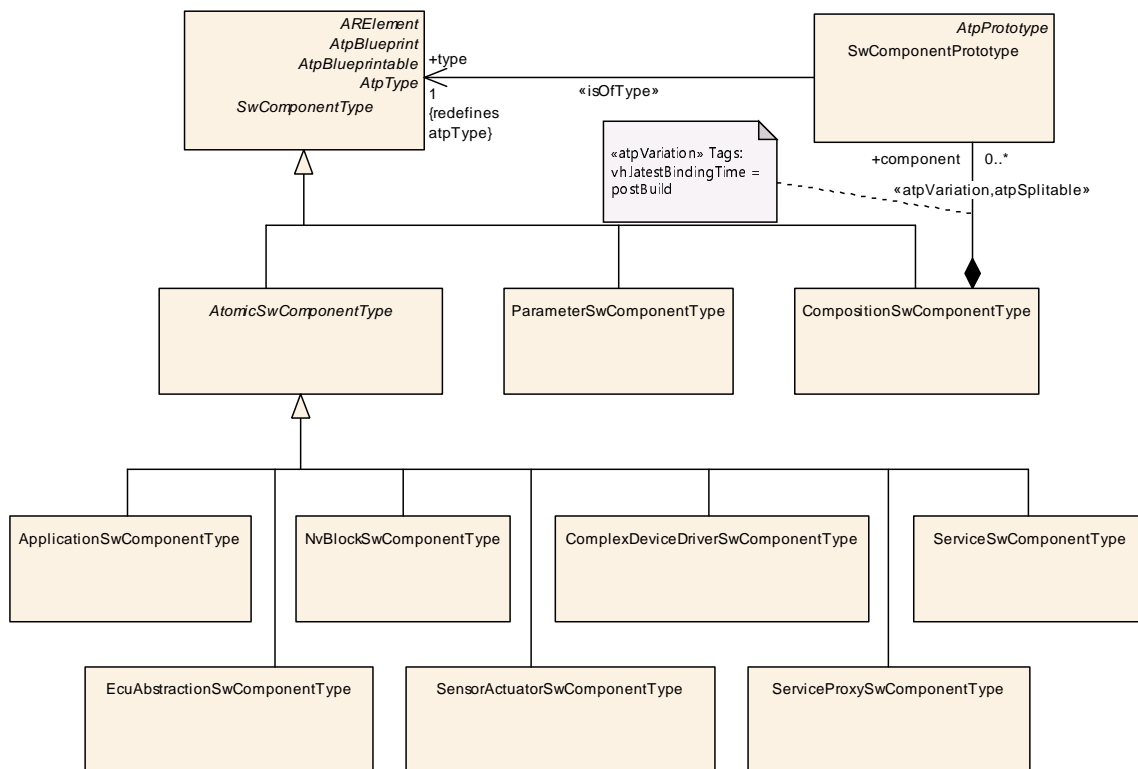 ARElement
AtpBlueprint
AtpBlueprintable
AtpType
SwComponentType
+type
1
{redefines
atpType}
«isOfType»
AtpPrototype
SwComponentPrototype
«atpVariation» Tags:
vh.latestBindingTime =
postBuild
+component 0..*
«atpVariation,atpSplitable»
AtomicSwComponentType
ParameterSwComponentType
CompositionSwComponentType
ApplicationSwComponentType
NvBlockSwComponentType
ComplexDeviceDriverSwComponentType
ServiceSwComponentType
EcuAbstractionSwComponentType
SensorActuatorSwComponentType
ServiceProxySwComponentType